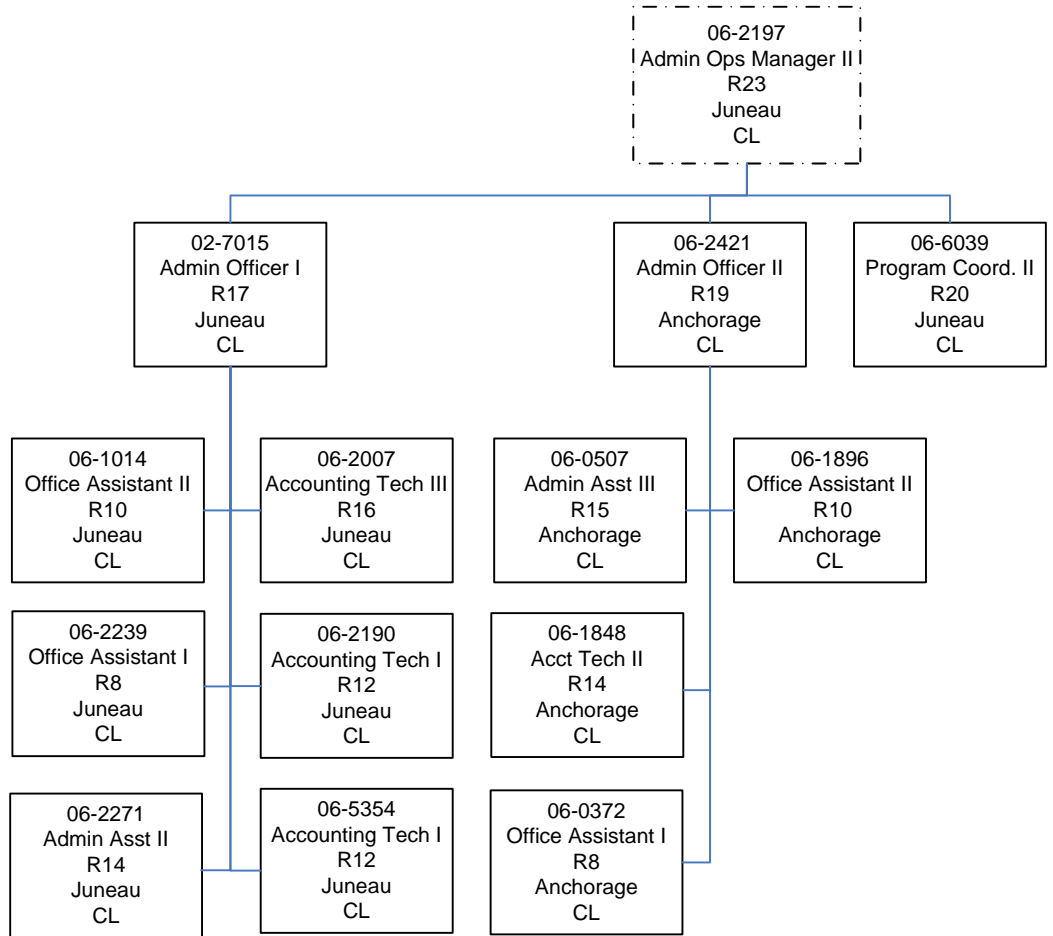 06-2197
Admin Ops Manager II
R23
Juneau
CL
02-7015
Admin Officer I
R17
Juneau
CL
06-2421
Admin Officer II
R19
Anchorage
CL
06-6039
Program Coord. II
R20
Juneau
CL
06-1014
Office Assistant II
R10
Juneau
CL
06-2007
Accounting Tech III
R16
Juneau
CL
06-0507
Admin Asst III
R15
Anchorage
CL
06-1896
Office Assistant II
R10
Anchorage
CL
06-2239
Office Assistant I
R8
Juneau
CL
06-2190
Accounting Tech I
R12
Juneau
CL
06-1848
Acct Tech II
R14
Anchorage
CL
06-2271
Admin Asst II
R14
Juneau
CL
06-5354
Accounting Tech I
R12
Juneau
CL
06-0372
Office Assistant I
R8
Anchorage
CL